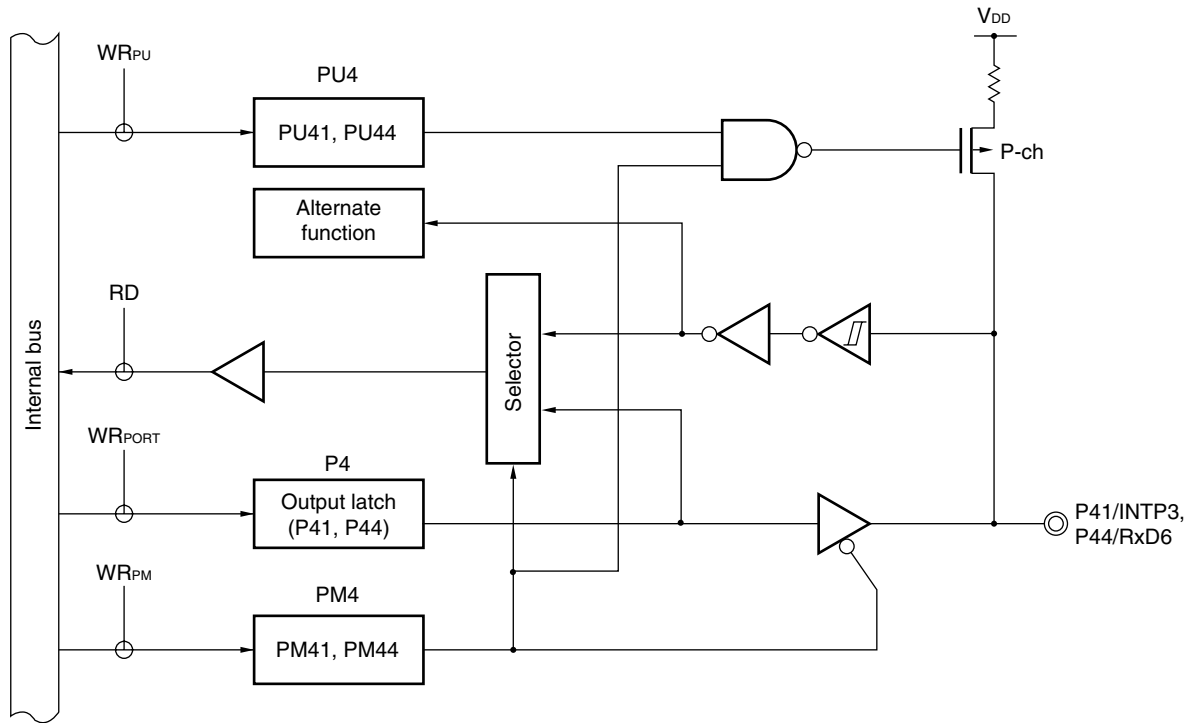 VDD
WRPU
PU4
PU41, PU44
P-ch
Alternate
function
RD
Internal bus
Selector
WRPORT
P4
Output latch
(P41, P44)
P41/INTP3,
P44/RxD6
WRPM
PM4
PM41, PM44